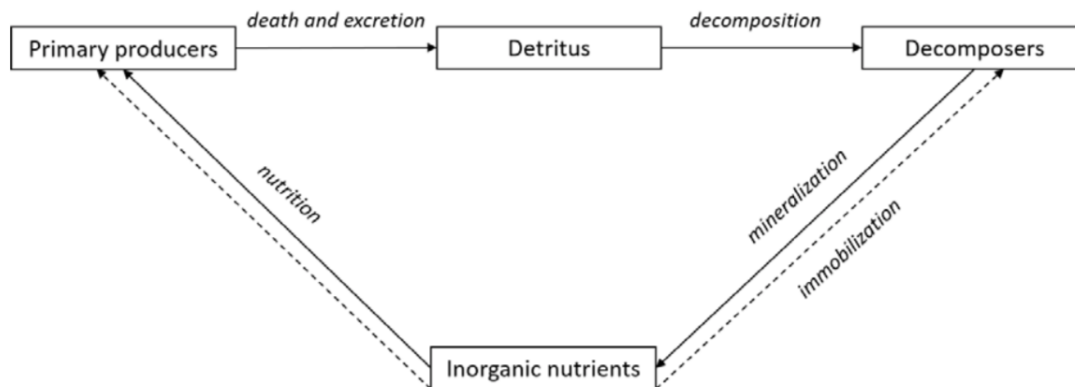 death and excretion
decomposition
Primary producers
Detritus
Decomposers
nutrition
mineralization
immobilization
Inorganic nutrients